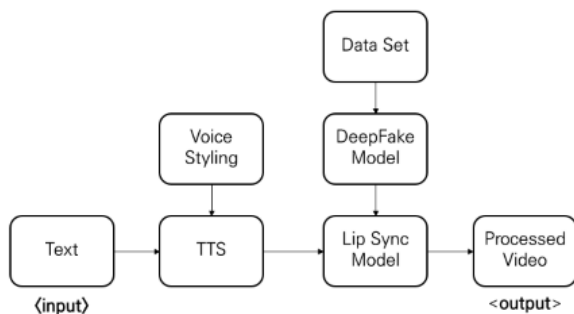 Data Set
Voice
Styling
DeepFake
Model
Text
TTS
Lip Sync
Model
Processed
Video
⟨input⟩
<output>